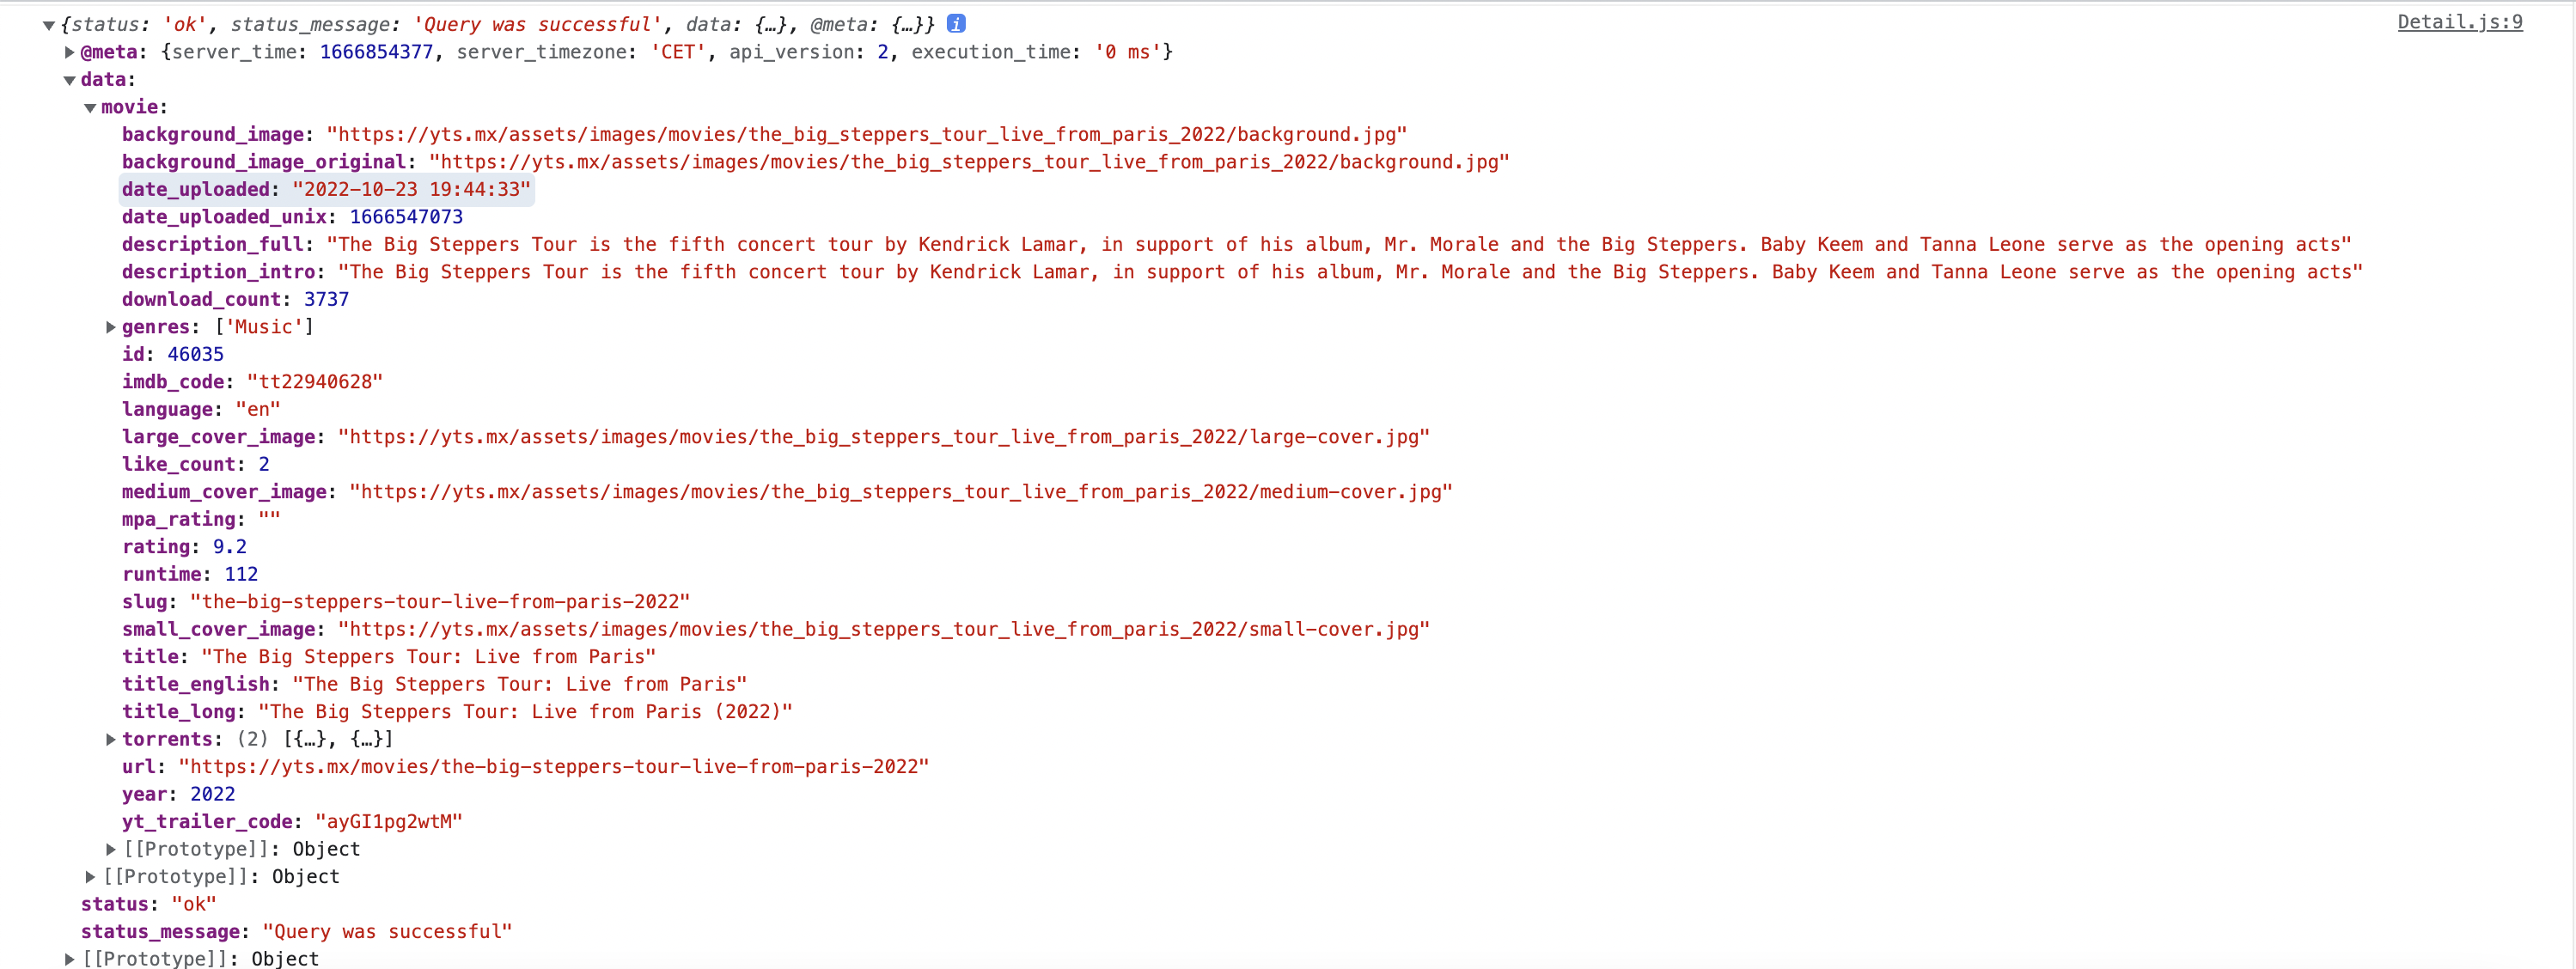 ▼{status: 'ok', status_message: 'Query was successful', data: {…}, @meta: {…}} i Detail.js:9
▶@meta: {server_time: 1666854377, server_timezone: 'CET', api_version: 2, execution_time: '0 ms'}
▼data:
▼movie:
background_image: "https://yts.mx/assets/images/movies/the_big_steppers_tour_live_from_paris_2022/background.jpg"
background_image_original: "https://yts.mx/assets/images/movies/the_big_steppers_tour_live_from_paris_2022/background.jpg"
date_uploaded: "2022-10-23 19:44:33"
date_uploaded_unix: 1666547073
description_full: "The Big Steppers Tour is the fifth concert tour by Kendrick Lamar, in support of his album, Mr. Morale and the Big Steppers. Baby Keem and Tanna Leone serve as the opening acts"
description_intro: "The Big Steppers Tour is the fifth concert tour by Kendrick Lamar, in support of his album, Mr. Morale and the Big Steppers. Baby Keem and Tanna Leone serve as the opening acts"
download_count: 3737
▶genres: ['Music']
id: 46035
imdb_code: "tt22940628"
language: "en"
large_cover_image: "https://yts.mx/assets/images/movies/the_big_steppers_tour_live_from_paris_2022/large-cover.jpg"
like_count: 2
medium_cover_image: "https://yts.mx/assets/images/movies/the_big_steppers_tour_live_from_paris_2022/medium-cover.jpg"
mpa_rating: ""
rating: 9.2
runtime: 112
slug: "the-big-steppers-tour-live-from-paris-2022"
small_cover_image: "https://yts.mx/assets/images/movies/the_big_steppers_tour_live_from_paris_2022/small-cover.jpg"
title: "The Big Steppers Tour: Live from Paris"
title_english: "The Big Steppers Tour: Live from Paris"
title_long: "The Big Steppers Tour: Live from Paris (2022)"
▶torrents: (2) [{…}, {…}]
url: "https://yts.mx/movies/the-big-steppers-tour-live-from-paris-2022"
year: 2022
yt_trailer_code: "ayGI1pg2wtM"
▶[[Prototype]]: Object
▶[[Prototype]]: Object
status: "ok"
status_message: "Query was successful"
▶[[Prototype]]: Object